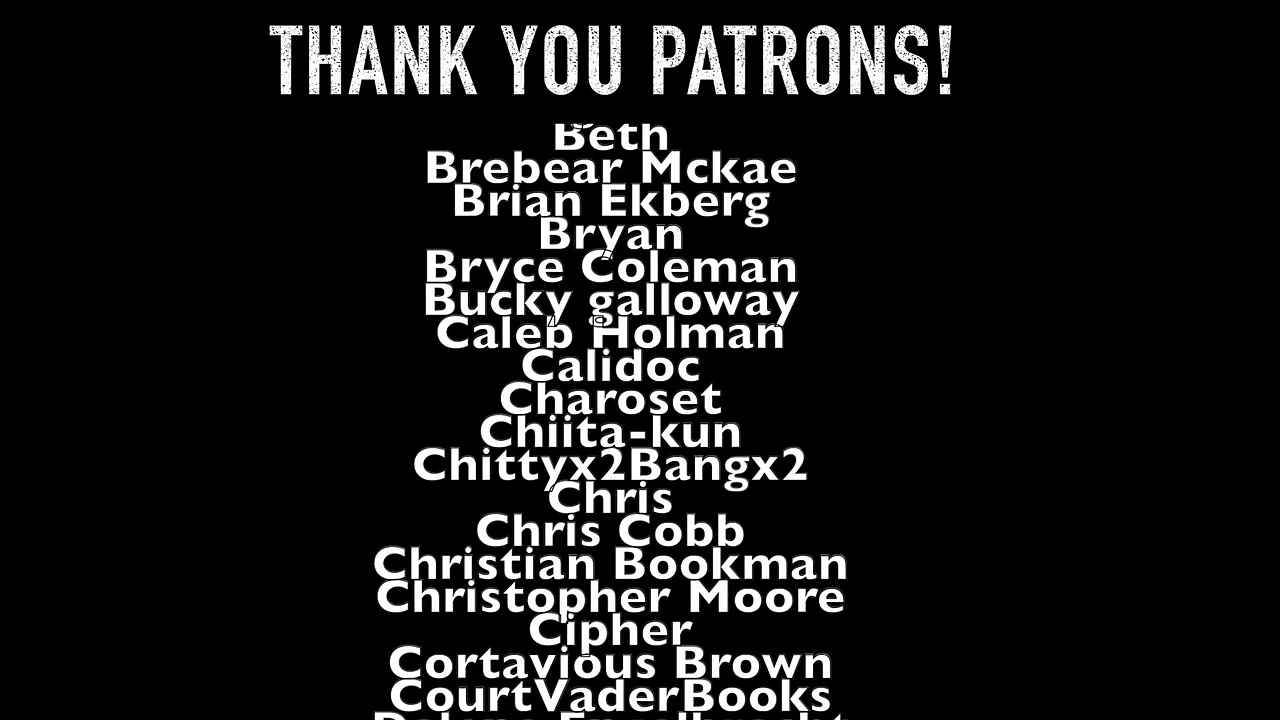 THANK YOU PATRONS!
Beth
Brebear Mckae
Brian Ekberg
Bryan
Bryce Coleman
Bucky galloway
Caleb Holman
Calidoc
Charoset
Chiita-kun
Chittyx2Bangx2
Chris
Chris Cobb
Christian Bookman
Christopher Moore
Cipher
Cortavious Brown
CourtVaderBooks